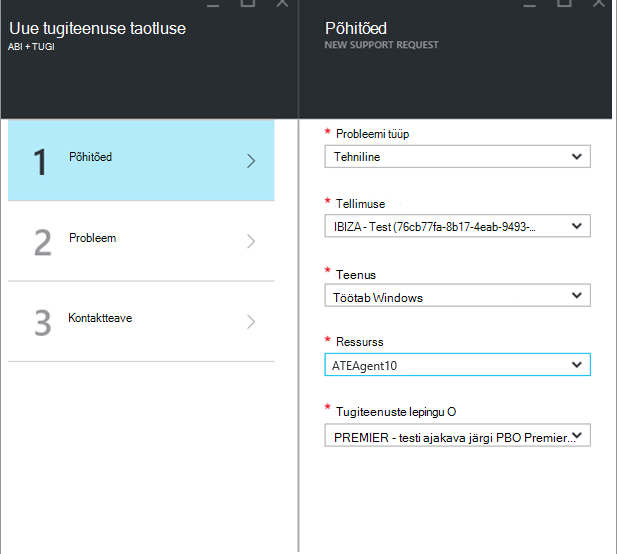 Uue tugiteenuse taotluse
ABI + TUGI
1
Põhitõed
2
Probleem
3
Kontaktteave
Põhitõed
NEW SUPPORT REQUEST
* Probleemi tüüp
Tehniline
* Tellimuse
IBIZA - Test (76cb77fa-8b17-4eab-9493-...
* Teenus
Töötab Windows
* Ressurss
ATEAgent10
* Tugiteenuste lepingu O
PREMIER - testi ajakava järgi PBO Premier...